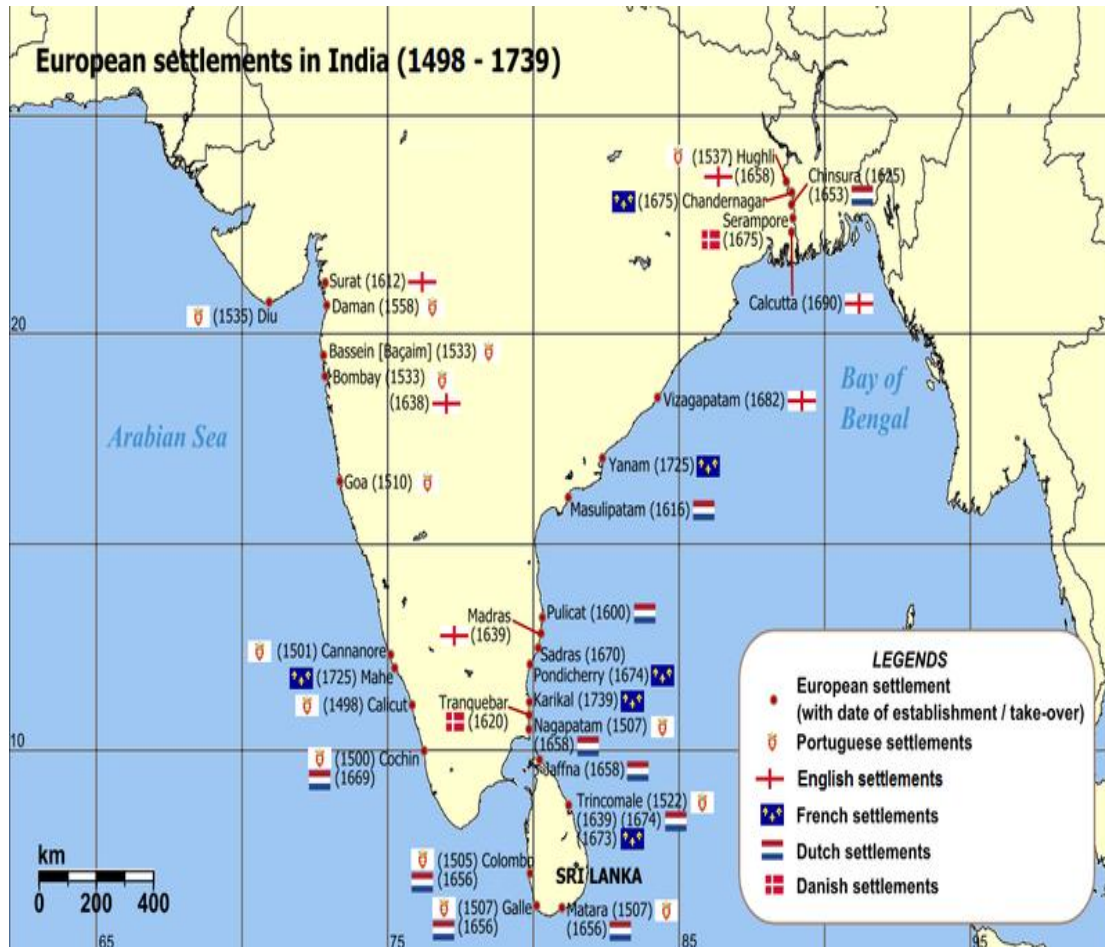 European settlements in India (1498 - 1739)
(1537) Hughli
(1658)
Chinsura (1625)
(1653)
(1675) Chandernagar
Serampore
(1675)
Calcutta (1690)
Surat (1612)
Daman (1558)
(1535) Diu
20
Bassein [Baçaim] (1533)
Bombay (1533)
(1638)
Bay of
Bengal
Vizagapatam (1682)
Arabian Sea
Yanam (1725)
Goa (1510)
Masulipatam (1616)
Pulicat (1600)
Madras
(1639)
Sadras (1670)
(1501) Cannanore
(1725) Mahe
Pondicherry (1674)
(1498) Calicut
Karikal (1739)
Tranquebar
(1620)
Nagapatam (1507)
(1658)
10
(1500) Cochin
(1669)
Jaffna (1658)
Trincomale (1522)
(1639) (1674)
(1673)
(1505) Colombo
(1656)
SRI LANKA
(1507) Galle
(1656)
Matara (1507)
(1656)
km
0 200 400
65
75
85
95
LEGENDS
European settlement
(with date of establishment / take-over)
Portuguese settlements
English settlements
French settlements
Dutch settlements
Danish settlements